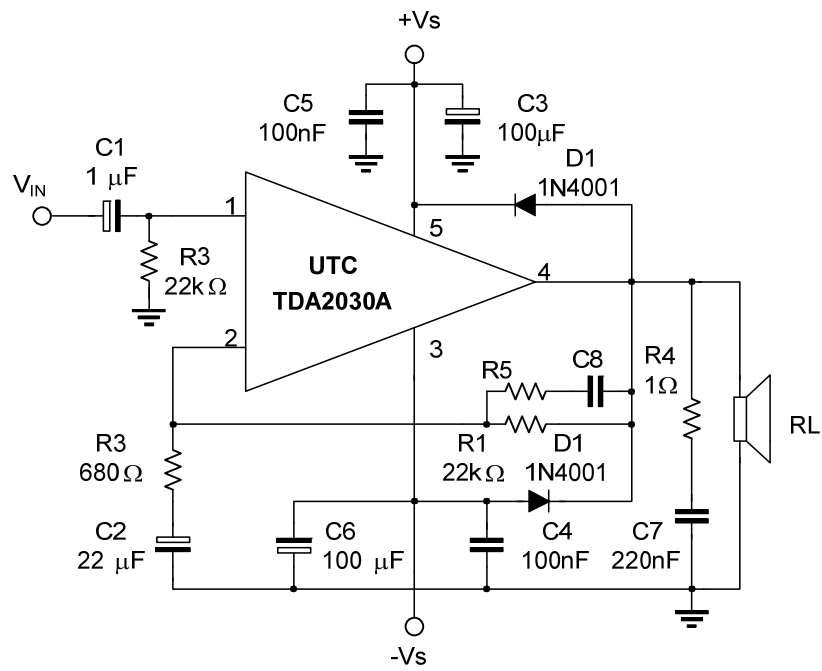 +Vs
C5
100nF
C3
100μF
C1
1 μF
VIN
D1
1N4001
1
5
R3
22kΩ
UTC
TDA2030A
4
2
3
R5
C8
R4
1Ω
R3
680Ω
R1
22kΩ
D1
1N4001
RL
C2
22 μF
C6
100 μF
C4
100nF
C7
220nF
-Vs